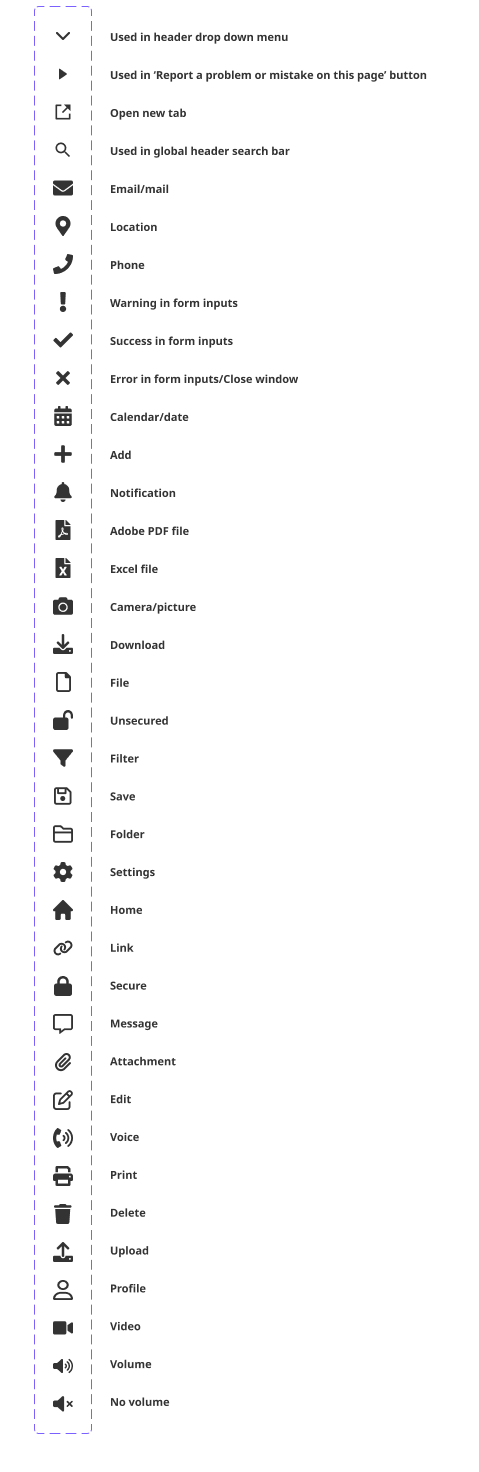 Used in header drop down menu
Used in ‘Report a problem or mistake on this page’ button
Open new tab
Used in global header search bar
Email/mail
Location
Phone
Warning in form inputs
Success in form inputs
Error in form inputs/Close window
Calendar/date
Add
Notification
Adobe PDF file
Excel file
Camera/picture
Download
File
Unsecured
Filter
Save
Folder
Settings
Home
Link
Secure
Message
Attachment
Edit
Voice
Print
Delete
Upload
Profile
Video
Volume
No volume